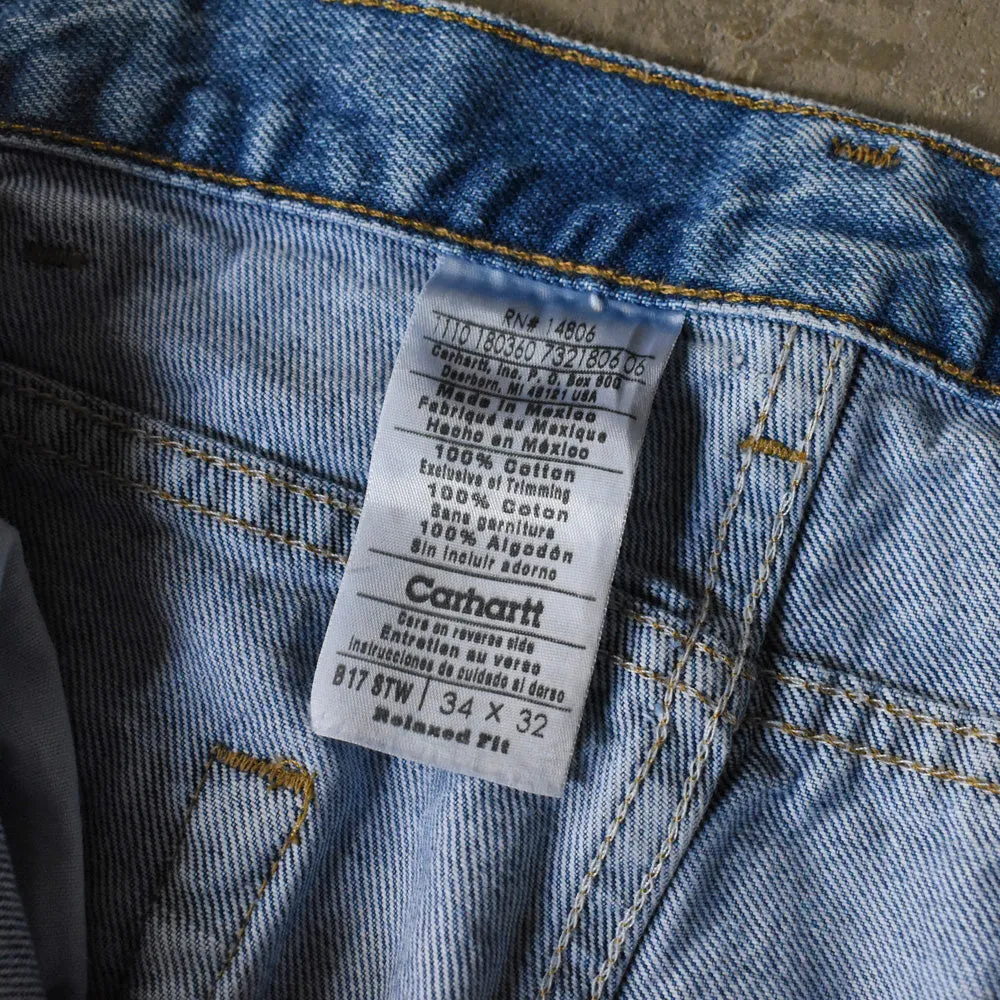 RN# 14806
1110 180360 7321806 06
Carhartt, Inc, P. O. Box 600
Dearborn, MI 48121 USA
Made in Mexico
Fabriqué au Mexique
Hecho en México
100% Cotton
Exclusive of Trimming
100% Coton
Sans garniture
100% Algodón
Sin incluir adorno
Carhartt
Care on reverse side
Entretien au verso
Instrucciones de cuidado al dorso
B17 STW | 34 x 32
Relaxed Fit